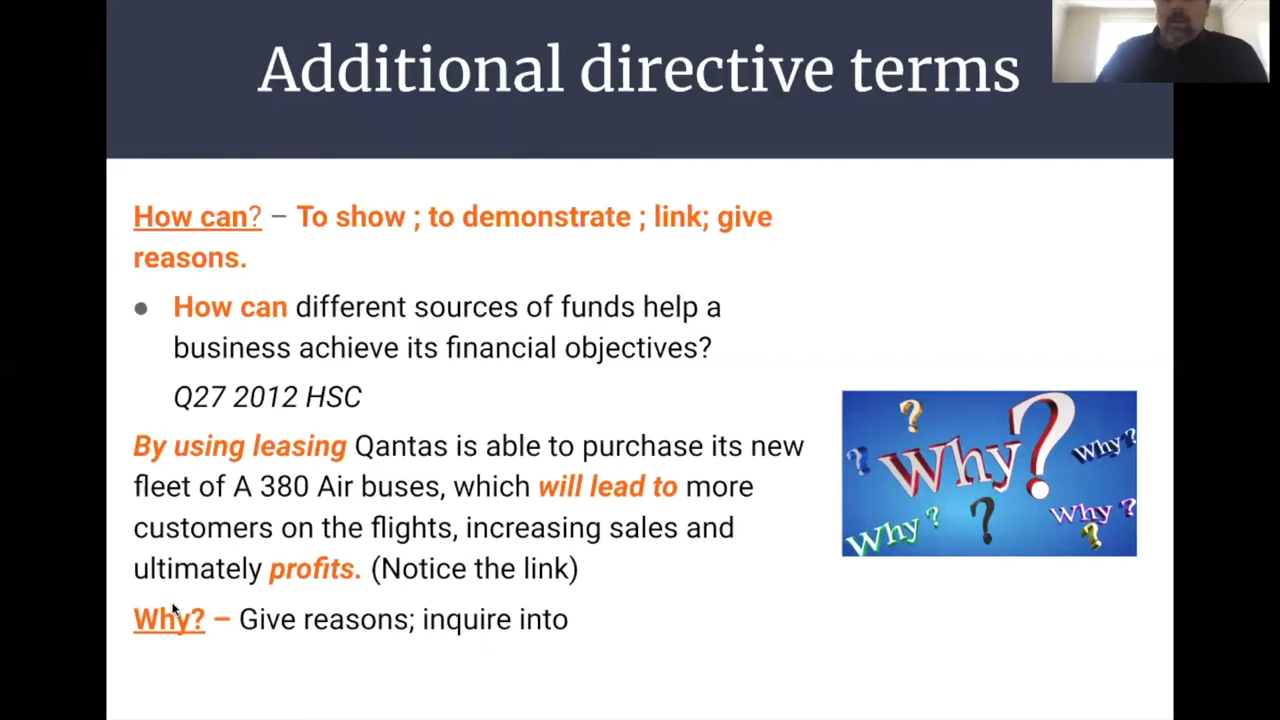 Additional directive terms
How can? – To show ; to demonstrate ; link; give
reasons.
● How can different sources of funds help a
business achieve its financial objectives?
Q27 2012 HSC
By using leasing Qantas is able to purchase its new
fleet of A 380 Air buses, which will lead to more
customers on the flights, increasing sales and
ultimately profits. (Notice the link)
Why? – Give reasons; inquire into
?
? Why? Why?
Why ? ? Why ?
?